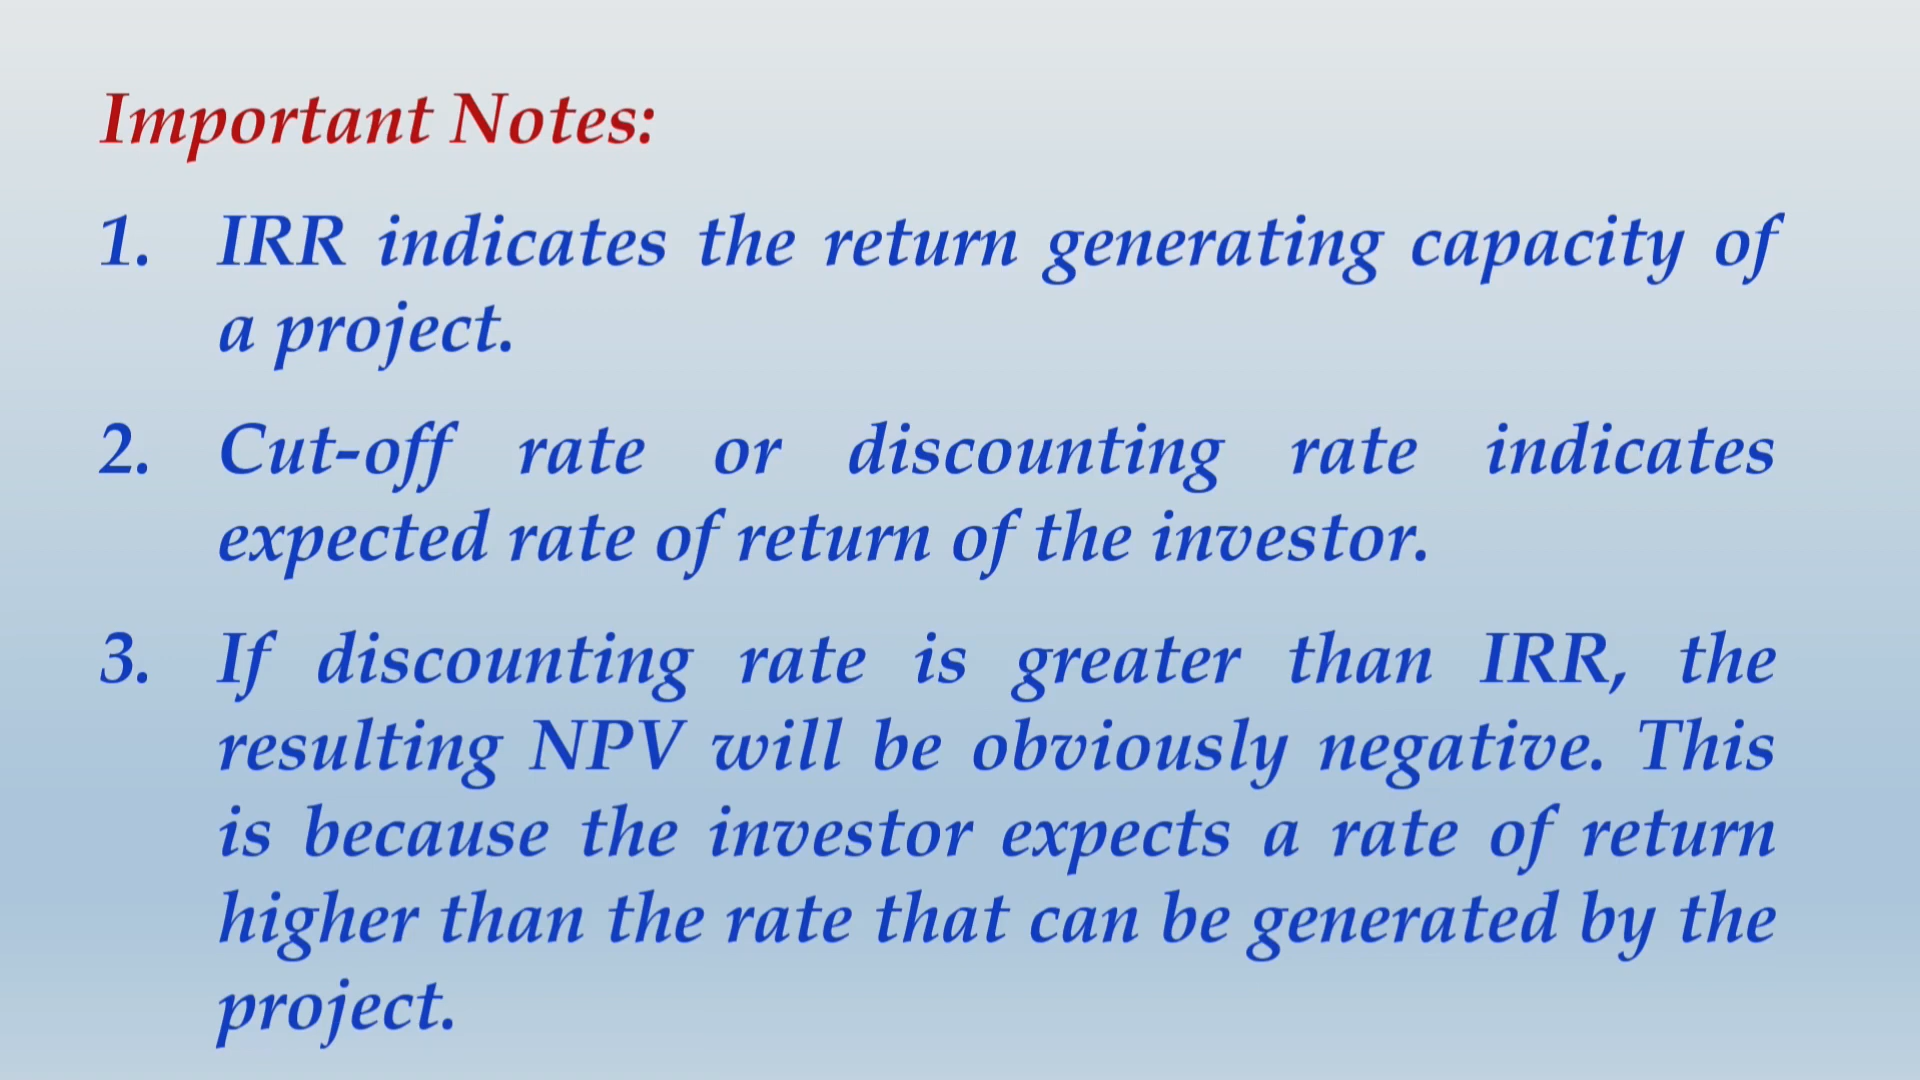 Important Notes:
1. IRR indicates the return generating capacity of
a project.
2. Cut-off rate or discounting rate indicates
expected rate of return of the investor.
3. If discounting rate is greater than IRR, the
resulting NPV will be obviously negative. This
is because the investor expects a rate of return
higher than the rate that can be generated by the
project.